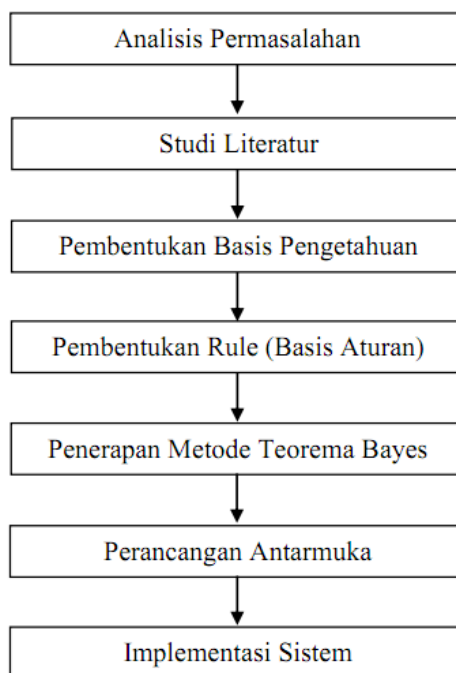 Analisis Permasalahan
Studi Literatur
Pembentukan Basis Pengetahuan
Pembentukan Rule (Basis Aturan)
Penerapan Metode Teorema Bayes
Perancangan Antarmuka
Implementasi Sistem